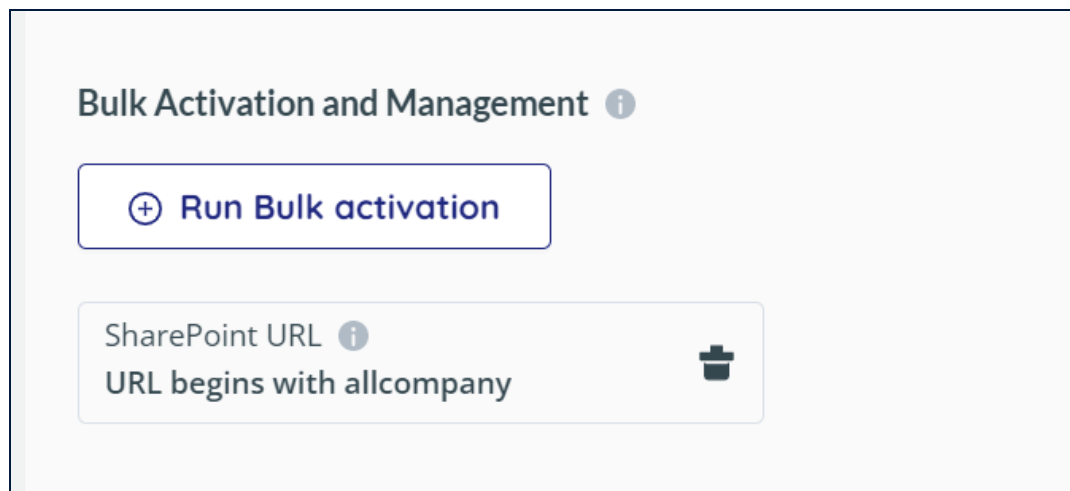 Bulk Activation and Management
Run Bulk activation
SharePoint URL
URL begins with allcompany